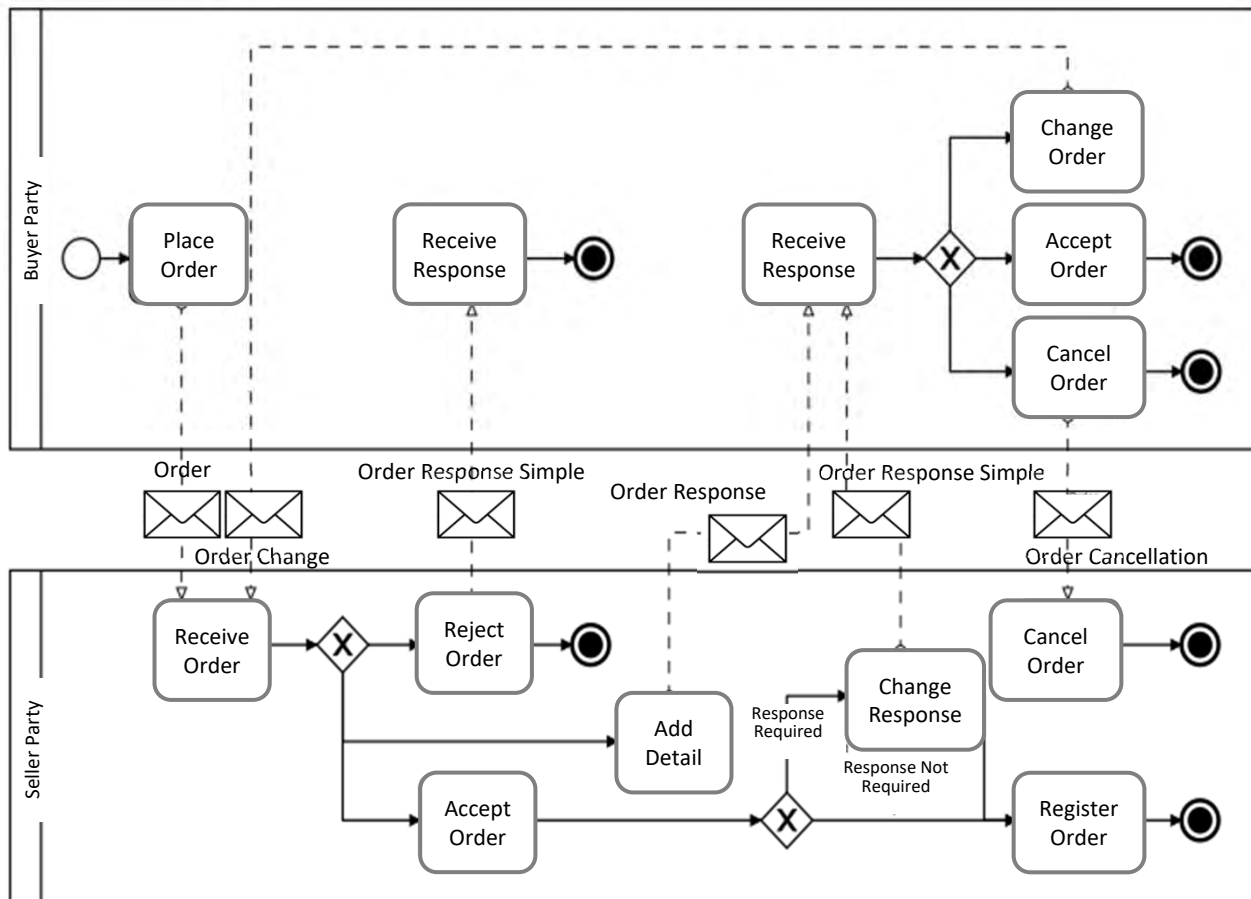 Buyer Party
Change
Order
Place
Order
Receive
Response
Receive
Response
X
Accept
Order
Cancel
Order
Order
Order Response Simple
Order Response
Order Response Simple
Order Change
Order Cancellation
Seller Party
Receive
Order
X
Reject
Order
Cancel
Order
Change
Response
Add
Detail
Response
Required
Response Not
Required
Accept
Order
X
Register
Order